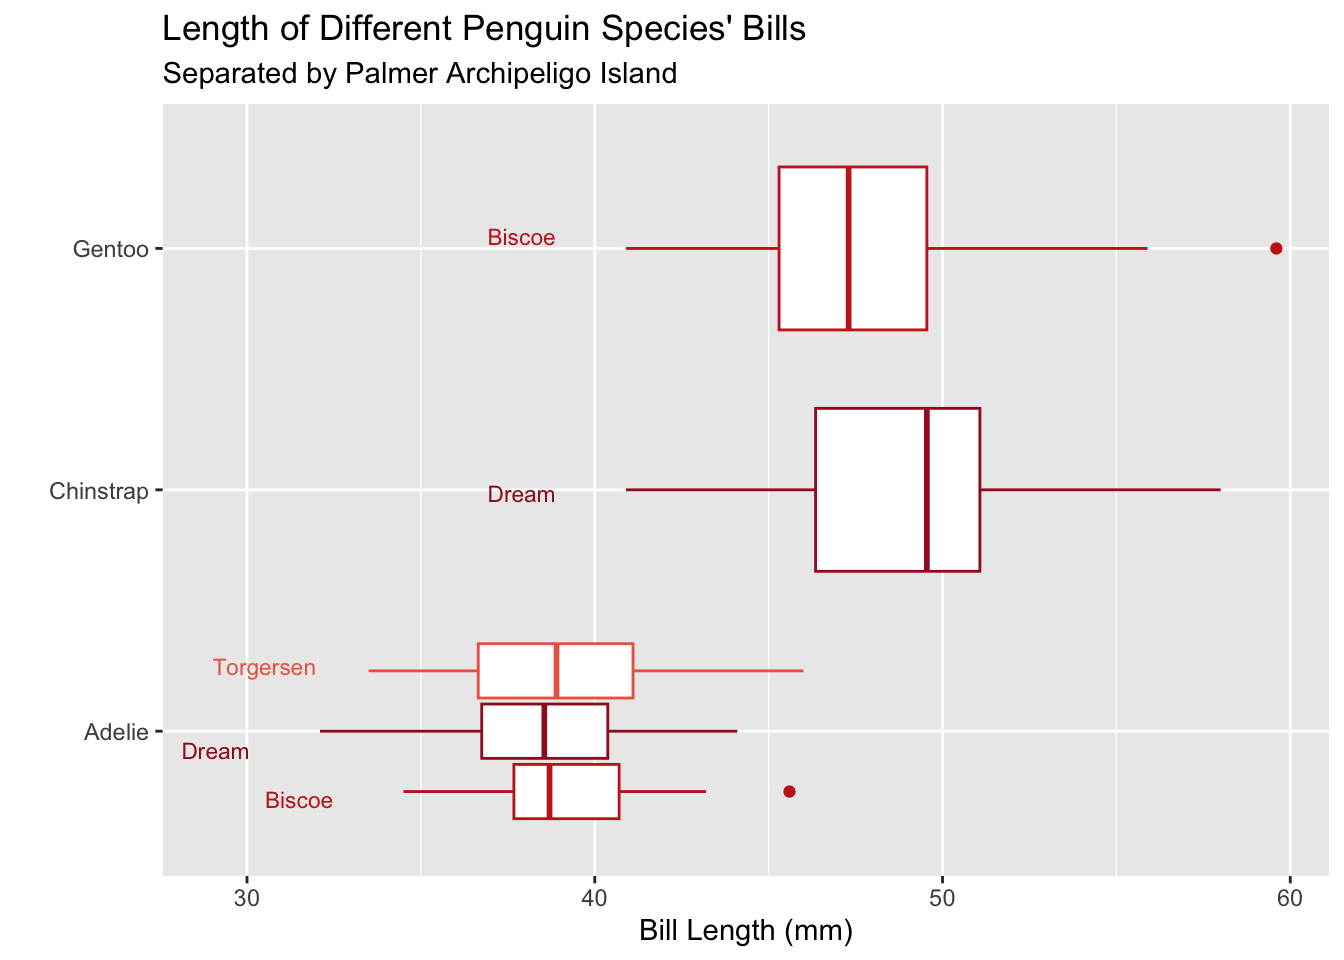 Length of Different Penguin Species' Bills
Separated by Palmer Archipeligo Island
Gentoo
Biscoe
Chinstrap
Dream
Torgersen
Adelie
Dream
Biscoe
30 40 50 60
Bill Length (mm)